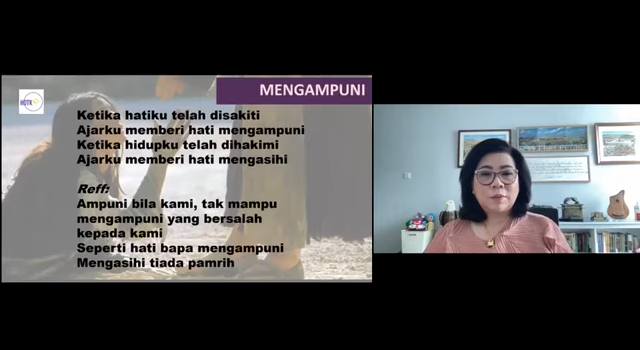 MENGAMPUNI
HDTK
Ketika hatiku telah disakiti
Ajarku memberi hati mengampuni
Ketika hidupku telah dihakimi
Ajarku memberi hati mengasihi
Reff:
Ampuni bila kami, tak mampu
mengampuni yang bersalah
kepada kami
Seperti hati bapa mengampuni
Mengasihi tiada pamrih